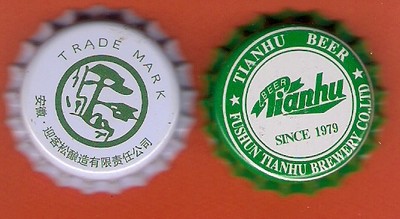 TRADE MARK
安徽·迎客松酿造有限责任公司
TIANHU BEER
BEER
Tianhu
SINCE 1979
FUSHUN TIANHU BREWERY CO.LTD